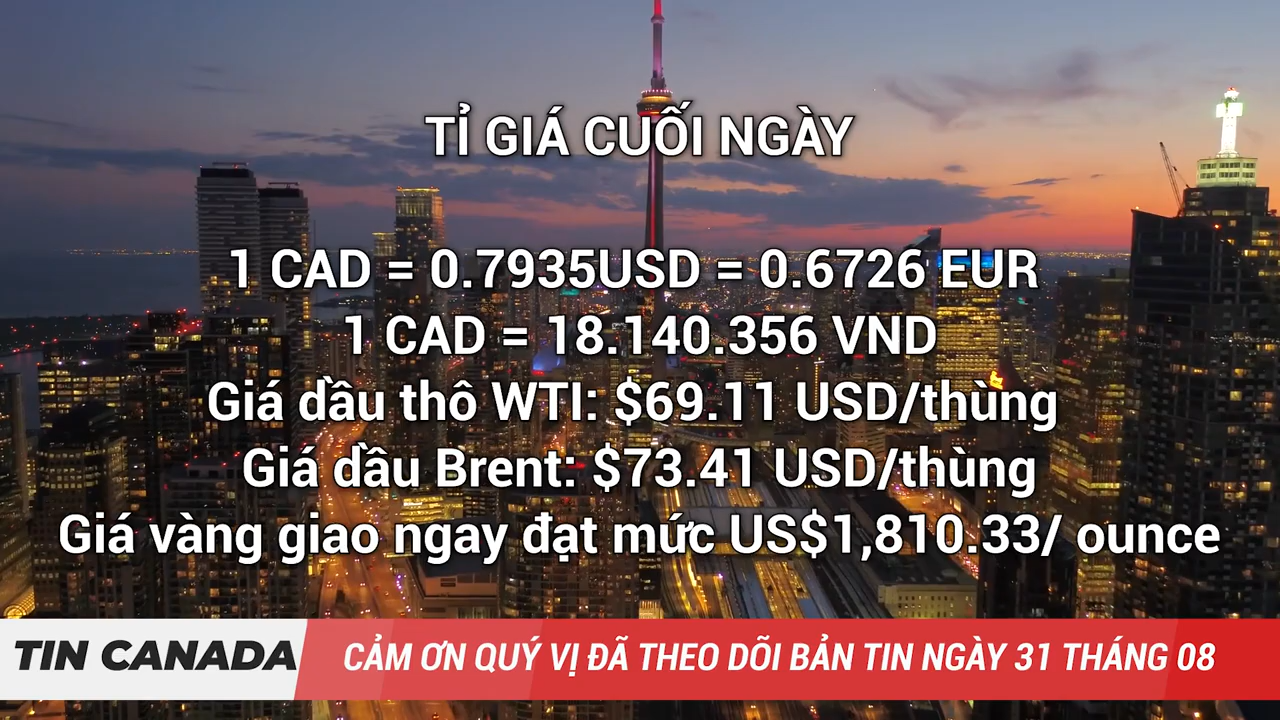 TỈ GIÁ CUỐI NGÀY
1 CAD = 0.7935USD = 0.6726 EUR
1 CAD = 18.140.356 VND
Giá dầu thô WTI: $69.11 USD/thùng
Giá dầu Brent: $73.41 USD/thùng
Giá vàng giao ngay đạt mức US$1,810.33/ ounce
TIN CANADA
CẢM ƠN QUÝ VỊ ĐÃ THEO DÕI BẢN TIN NGÀY 31 THÁNG 08